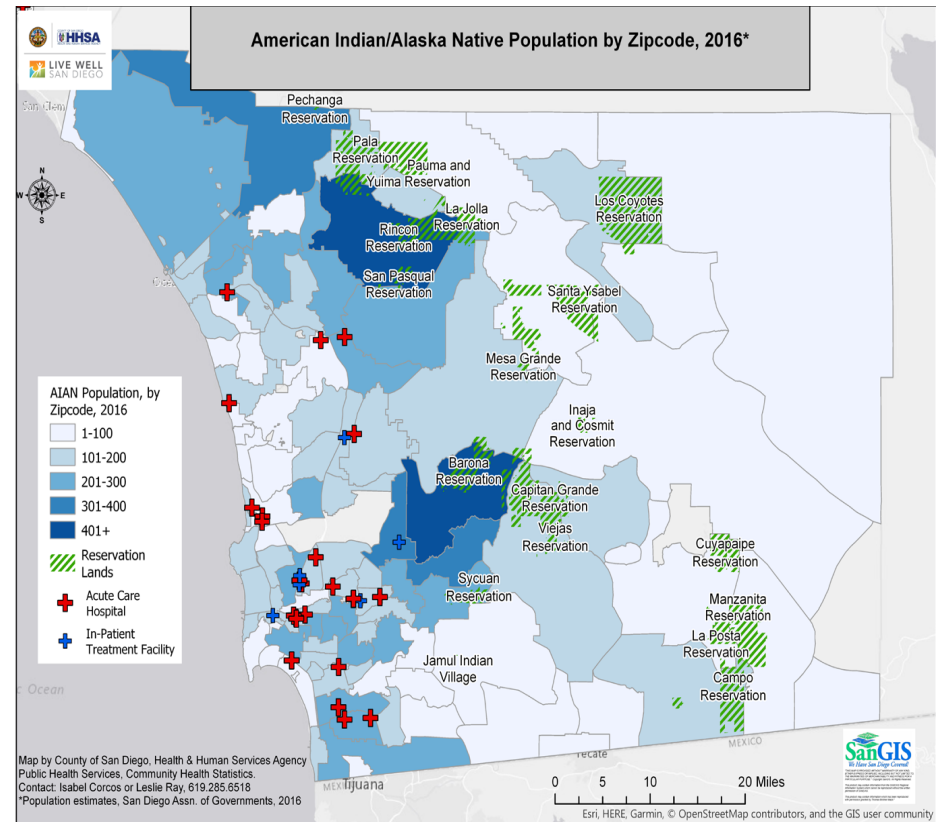 American Indian/Alaska Native Population by Zipcode, 2016*
HHSA
LIVE WELL
SAN DIEGO
San Clem
N
W
E
S
Pechanga
Reservation
Pala
Reservation
Pauma and
Yuima Reservation
La Jolla
Reservation
Rincon
Reservation
San Pasqual
Reservation
Los Coyotes
Reservation
Santa Ysabel
Reservation
Mesa Grande
Reservation
Inaja
and Cosmit
Reservation
Barona
Reservation
Capitan Grande
Reservation
Viejas
Reservation
Cuyapaipe
Reservation
Sycuan
Reservation
Manzanita
Reservation
La Posta
Reservation
Campo
Reservation
Jamul Indian
Village
AIAN Population, by
Zipcode, 2016
1-100
101-200
201-300
301-400
401+
Reservation
Lands
Acute Care
Hospital
In-Patient
Treatment Facility
c Ocean
MEXICO
Tecate
Tijuana
Map by County of San Diego, Health & Human Services Agency
Public Health Services, Community Health Statistics.
Contact: Isabel Corcos or Leslie Ray, 619.285.6518
*Population estimates, San Diego Assn. of Governments, 2016
0 5 10 20 Miles
SanGIS
We Have San Diego Covered!
Esri, HERE, Garmin, © OpenStreetMap contributors, and the GIS user community